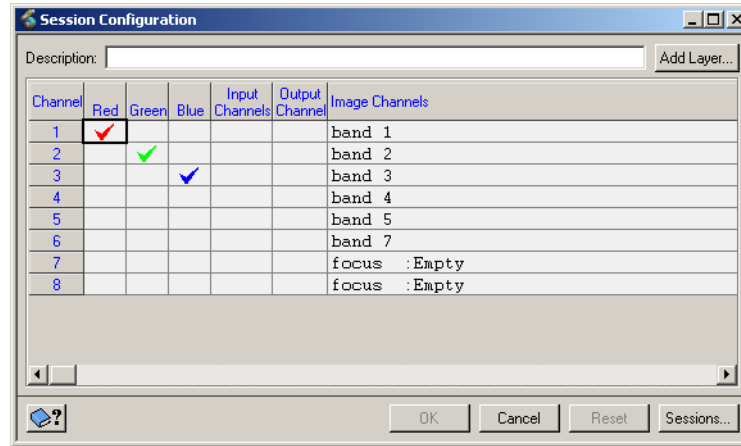 Session Configuration
Description: Add Layer...
Channel Red Green Blue Input Channels Output Channel Image Channels
1 band 1
2 band 2
3 band 3
4 band 4
5 band 5
6 band 7
7 focus :Empty
8 focus :Empty
? OK Cancel Reset Sessions...